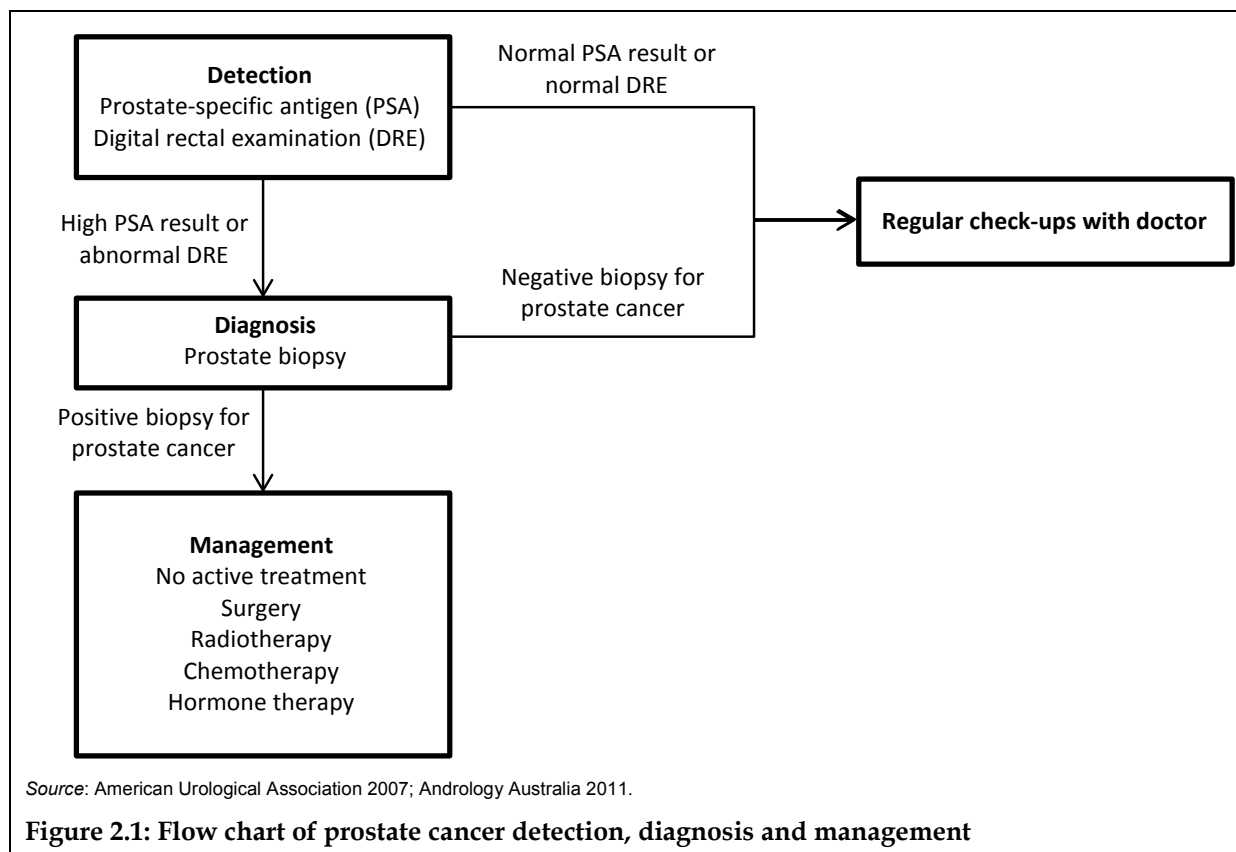 Detection
Prostate-specific antigen (PSA)
Digital rectal examination (DRE)
Normal PSA result or
normal DRE
Regular check-ups with doctor
High PSA result or
abnormal DRE
Negative biopsy for
prostate cancer
Diagnosis
Prostate biopsy
Positive biopsy for
prostate cancer
Management
No active treatment
Surgery
Radiotherapy
Chemotherapy
Hormone therapy
Source: American Urological Association 2007; Andrology Australia 2011.
Figure 2.1: Flow chart of prostate cancer detection, diagnosis and management